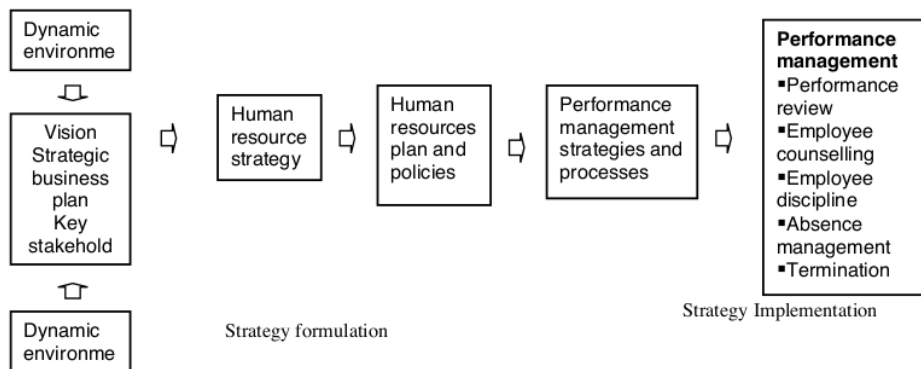 Dynamic
environme
Vision
Strategic
business
plan
Key
stakehold
Dynamic
environme
Human
resource
strategy
Human
resources
plan and
policies
Performance
management
strategies and
processes
Performance
management
▪Performance
review
▪Employee
counselling
▪Employee
discipline
▪Absence
management
▪Termination
Strategy formulation
Strategy Implementation